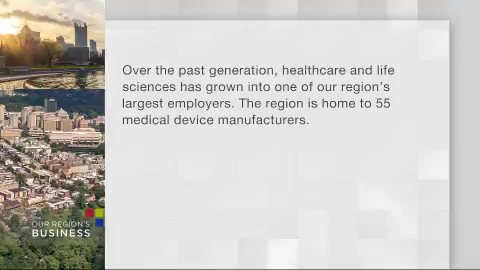 Over the past generation, healthcare and life
sciences has grown into one of our region's
largest employers. The region is home to 55
medical device manufacturers.
OUR REGION'S
BUSINESS